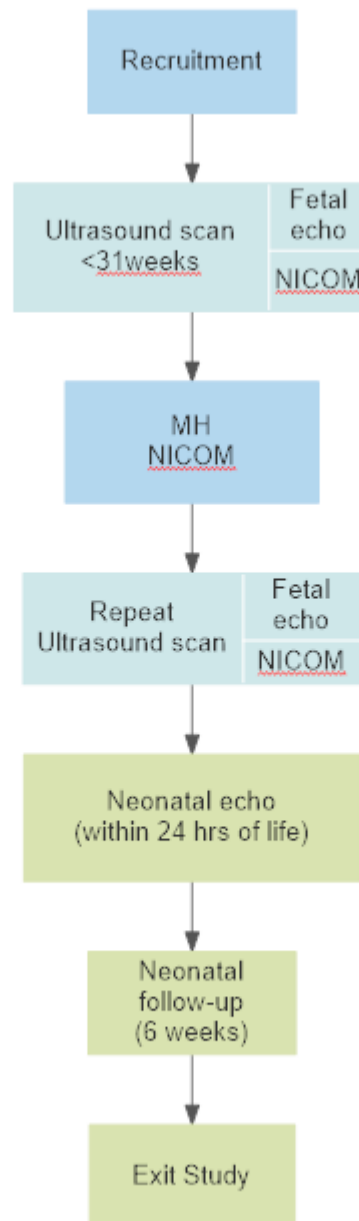 Recruitment
Ultrasound scan
<31weeks
Fetal
echo
NICOM
MH
NICOM
Repeat
Ultrasound scan
Fetal
echo
NICOM
Neonatal echo
(within 24 hrs of life)
Neonatal
follow-up
(6 weeks)
Exit Study